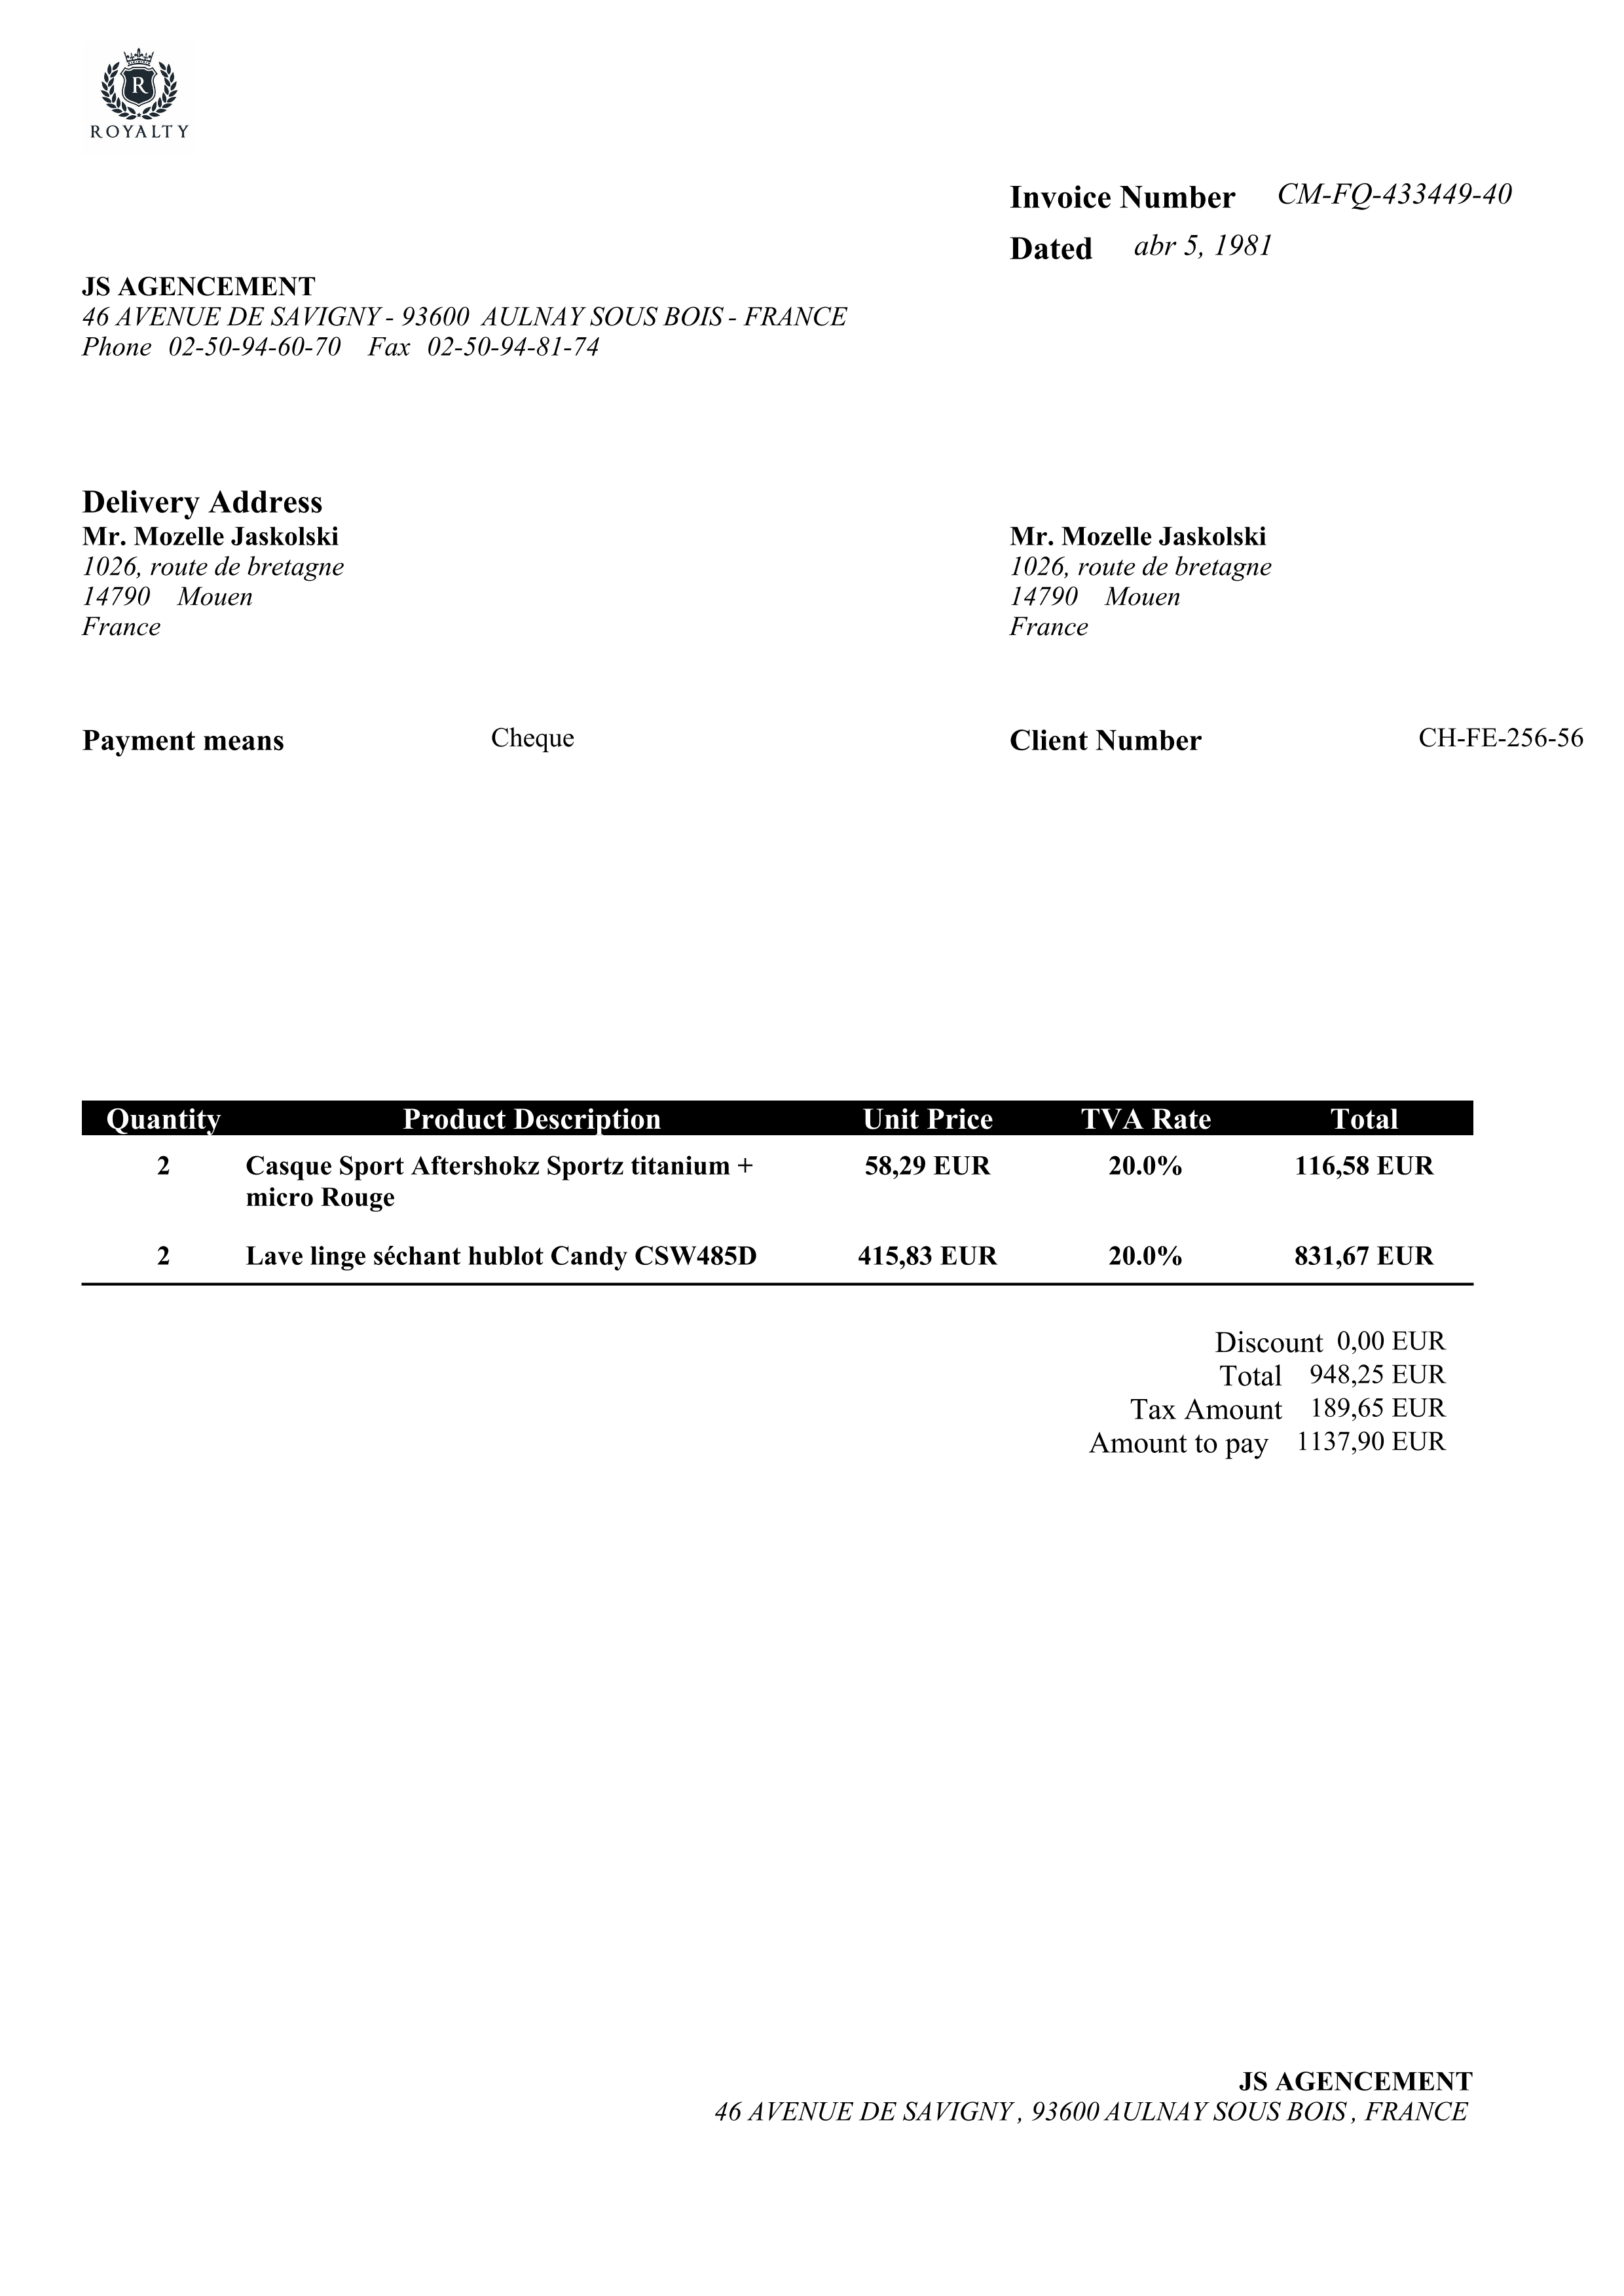 R
ROYALTY
Invoice Number CM-FQ-433449-40
Dated abr 5, 1981
JS AGENCEMENT
46 AVENUE DE SAVIGNY - 93600 AULNAY SOUS BOIS - FRANCE
Phone 02-50-94-60-70 Fax 02-50-94-81-74
Delivery Address
Mr. Mozelle Jaskolski
1026, route de bretagne
14790 Mouen
France
Mr. Mozelle Jaskolski
1026, route de bretagne
14790 Mouen
France
Payment means Cheque
Client Number CH-FE-256-56
Quantity Product Description Unit Price TVA Rate Total
2 Casque Sport Aftershokz Sportz titanium + 58,29 EUR 20.0% 116,58 EUR
micro Rouge
2 Lave linge séchant hublot Candy CSW485D 415,83 EUR 20.0% 831,67 EUR
Discount 0,00 EUR
Total 948,25 EUR
Tax Amount 189,65 EUR
Amount to pay 1137,90 EUR
JS AGENCEMENT
46 AVENUE DE SAVIGNY , 93600 AULNAY SOUS BOIS , FRANCE